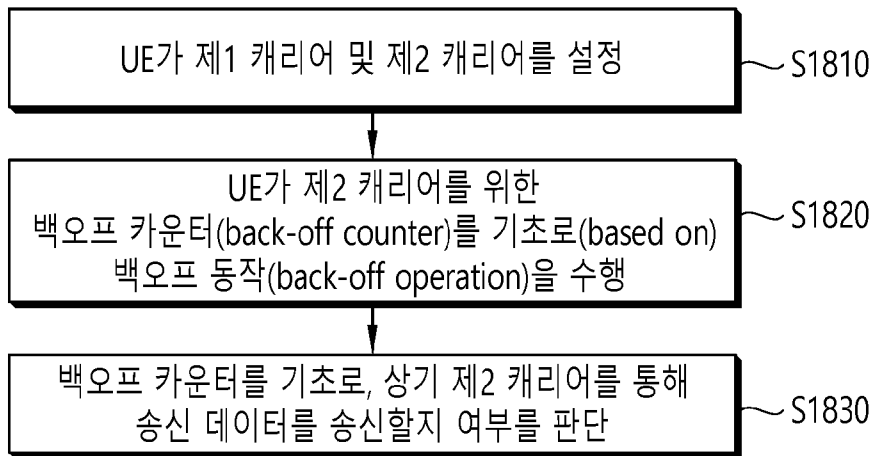 UE가 제1 캐리어 및 제2 캐리어를 설정
S1810
UE가 제2 캐리어를 위한
백오프 카운터(back-off counter)를 기초로(based on)
백오프 동작(back-off operation)을 수행
S1820
백오프 카운터를 기초로, 상기 제2 캐리어를 통해
송신 데이터를 송신할지 여부를 판단
S1830